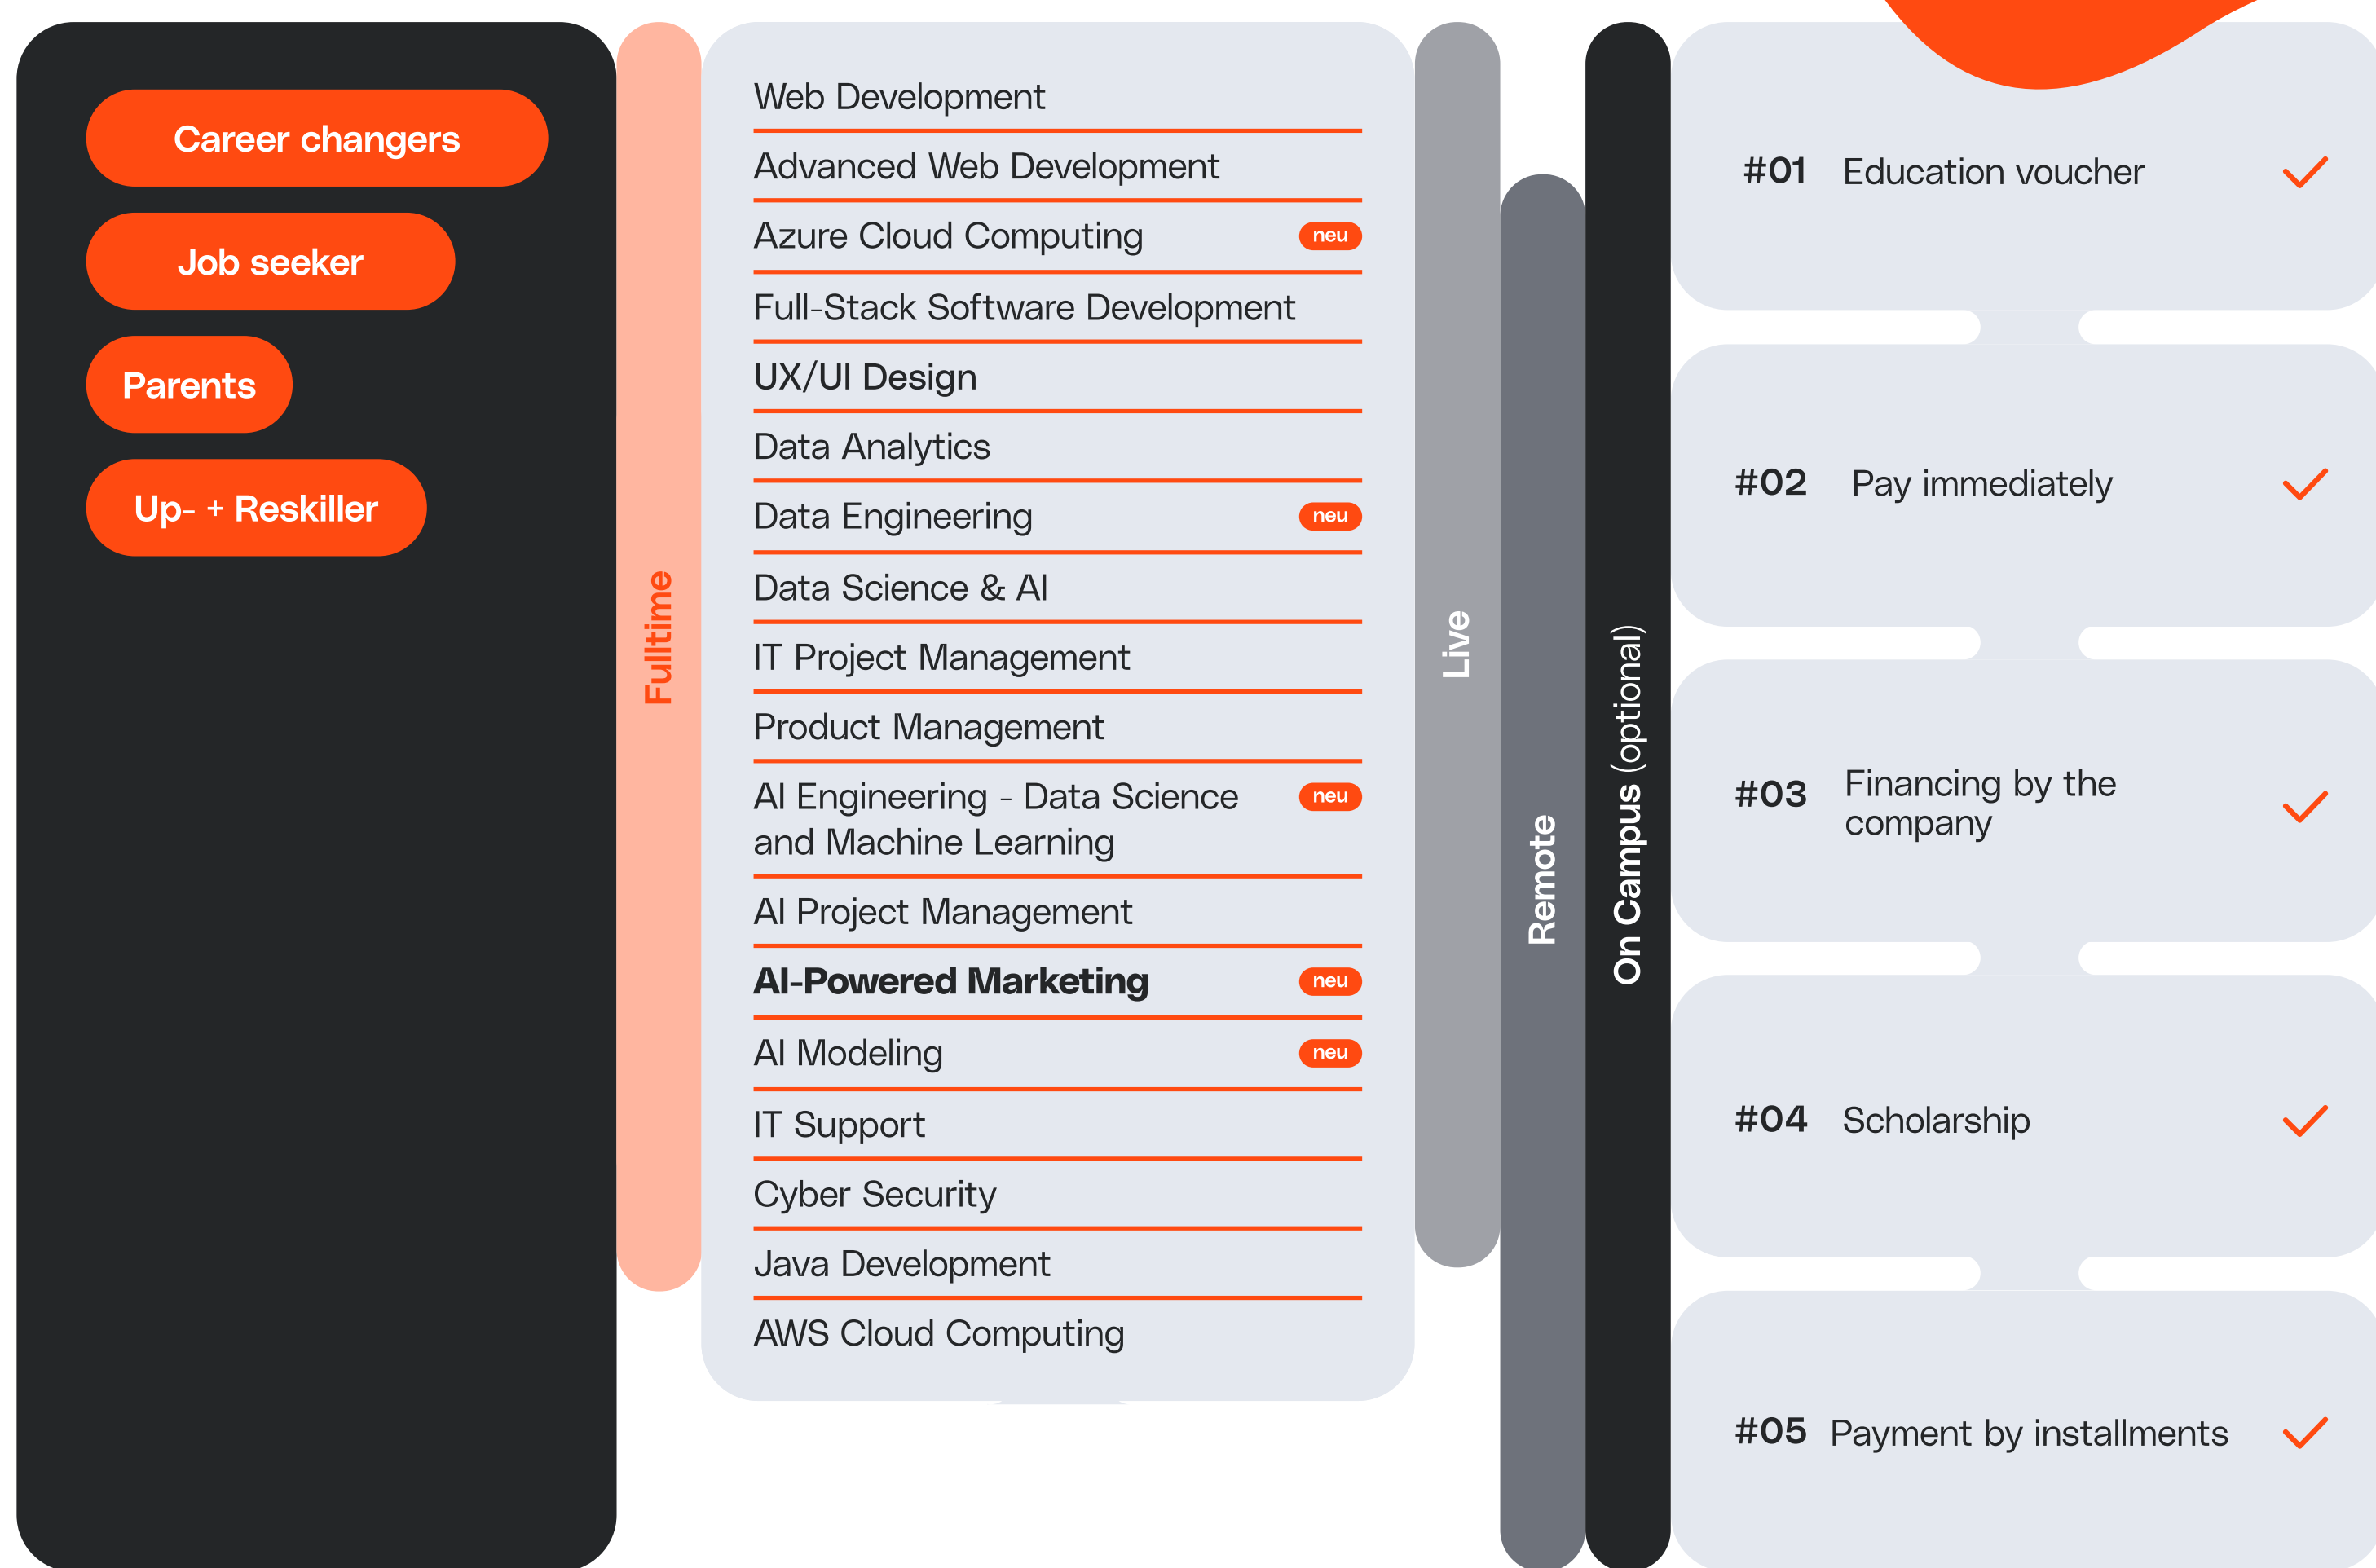 Career changers
Job seeker
Parents
Up- + Reskiller
Fulltime
Web Development
Advanced Web Development
Azure Cloud Computing neu
Full-Stack Software Development
UX/UI Design
Data Analytics
Data Engineering neu
Data Science & AI
IT Project Management
Product Management
AI Engineering - Data Science neu
and Machine Learning
AI Project Management
AI-Powered Marketing neu
AI Modeling neu
IT Support
Cyber Security
Java Development
AWS Cloud Computing
Live
Remote
On Campus (optional)
#01 Education voucher
#02 Pay immediately
#03 Financing by the
company
#04 Scholarship
#05 Payment by installments